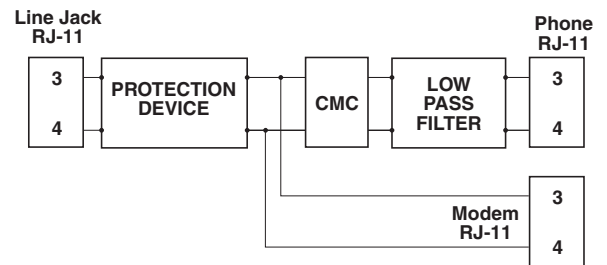 Line Jack
RJ-11
Phone
RJ-11
3
4
PROTECTION
DEVICE
CMC
LOW
PASS
FILTER
3
4
Modem
RJ-11
3
4